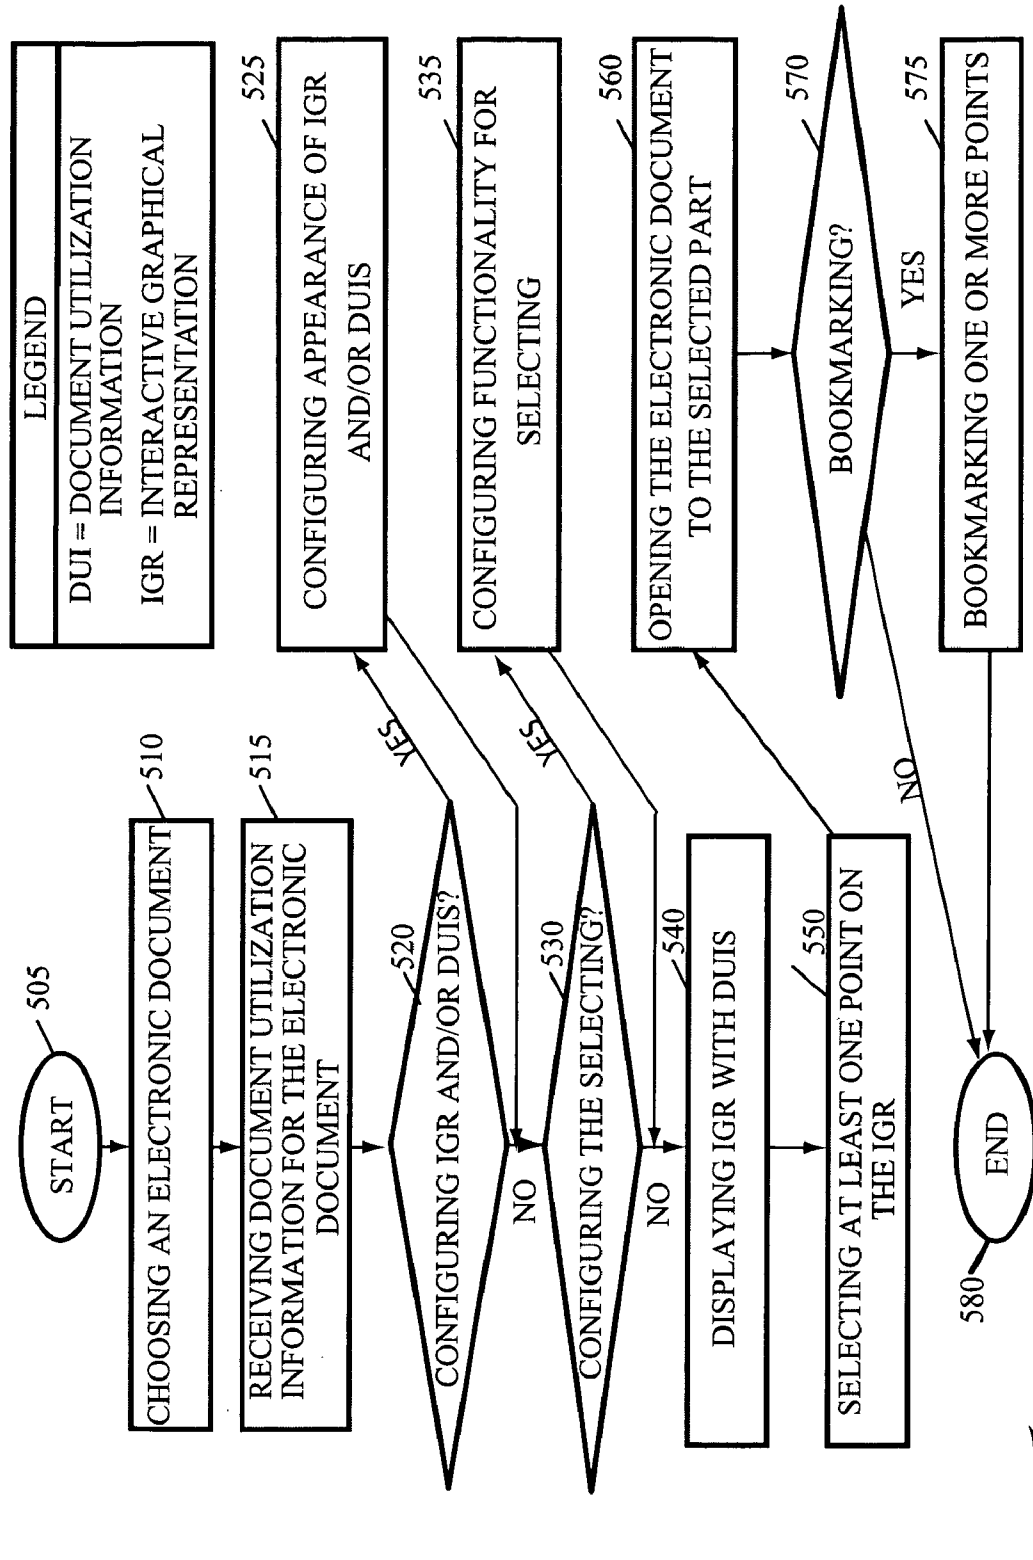 START
505
CHOOSING AN ELECTRONIC DOCUMENT
510
RECEIVING DOCUMENT UTILIZATION
INFORMATION FOR THE ELECTRONIC
DOCUMENT
515
CONFIGURING IGR AND/OR DUIS?
520
YES
NO
CONFIGURING THE SELECTING?
530
YES
NO
DISPLAYING IGR WITH DUIS
540
SELECTING AT LEAST ONE POINT ON
THE IGR
550
END
580
LEGEND
DUI = DOCUMENT UTILIZATION
INFORMATION
IGR = INTERACTIVE GRAPHICAL
REPRESENTATION
CONFIGURING APPEARANCE OF IGR
AND/OR DUIS
525
CONFIGURING FUNCTIONALITY FOR
SELECTING
535
OPENING THE ELECTRONIC DOCUMENT
TO THE SELECTED PART
560
BOOKMARKING?
570
YES
NO
BOOKMARKING ONE OR MORE POINTS
575